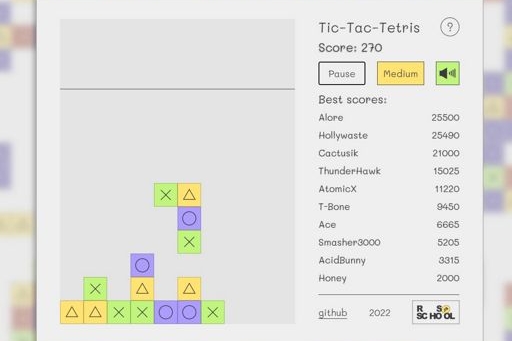 Tic-Tac-Tetris ?
Score: 270
Pause Medium
Best scores:
Alore 25500
Hollywaste 25490
Cactusik 21000
ThunderHawk 15025
AtomicX 11220
T-Bone 9450
Ace 6665
Smasher3000 5205
AcidBunny 3315
Honey 2000
github 2022 R S
SCHOOL